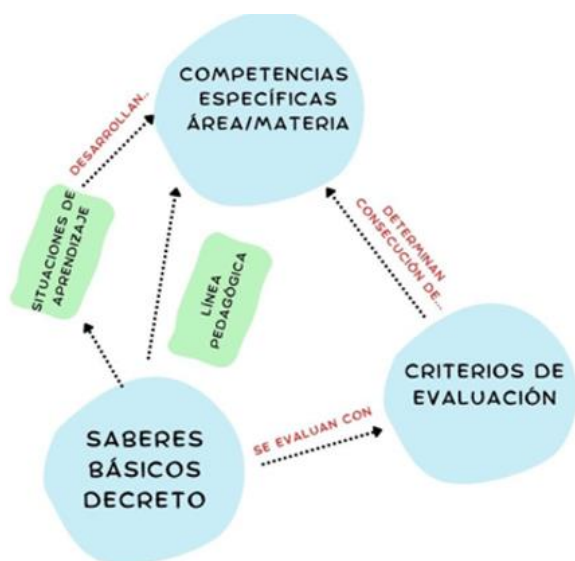 COMPETENCIAS
ESPECÍFICAS
ÁREA/MATERIA
DESARROLLAN...
SITUACIONES DE
APRENDIZAJE
LÍNEA
PEDAGÓGICA
DETERMINAN
CONSECUCIÓN DE...
CRITERIOS DE
EVALUACIÓN
SE EVALUAN CON
SABERES
BÁSICOS
DECRETO